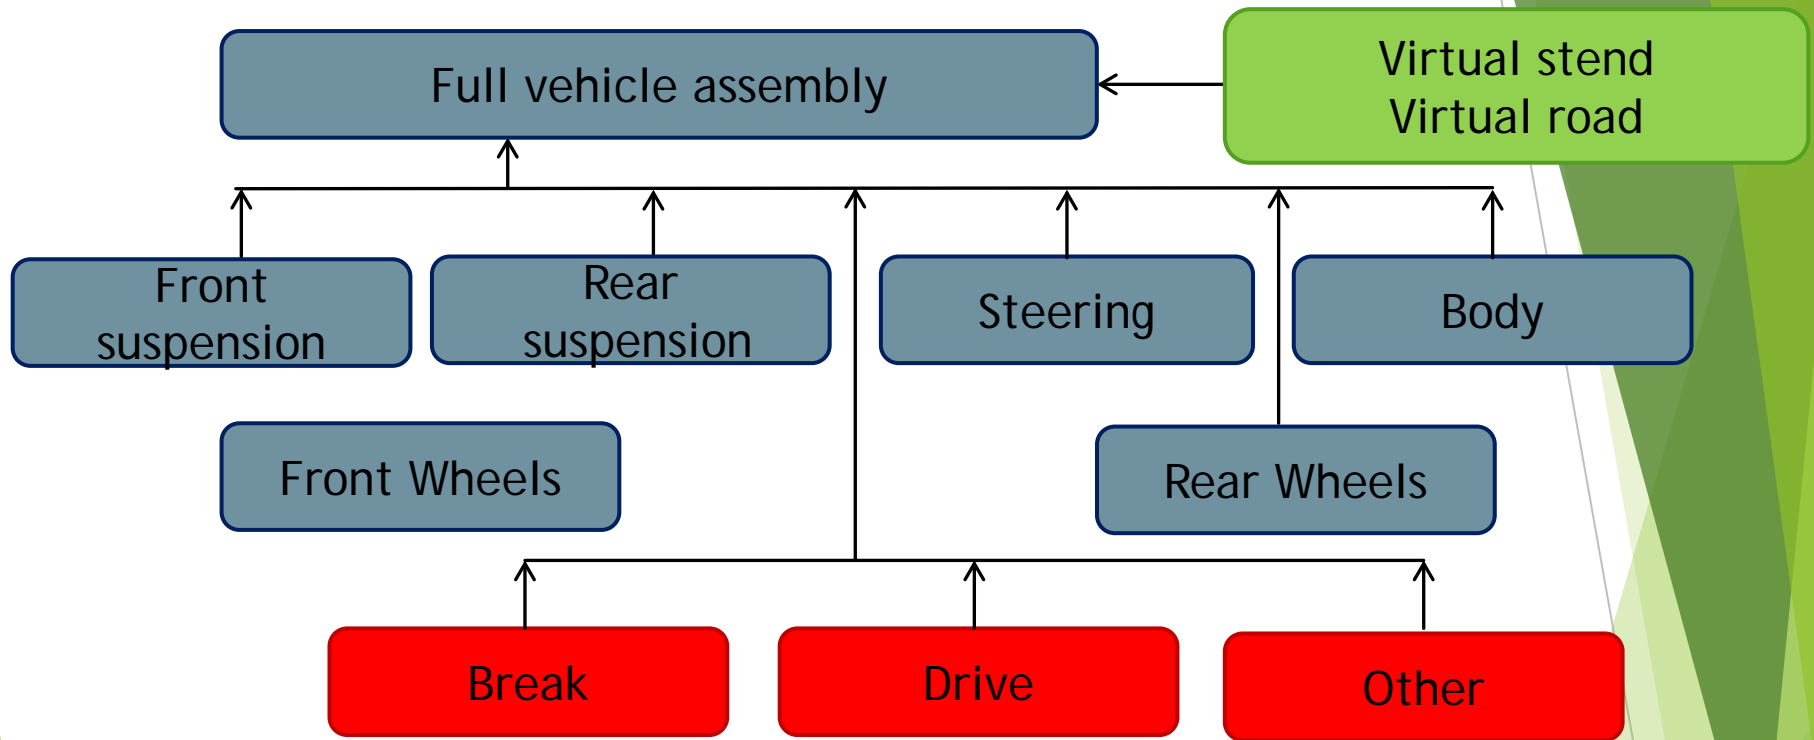 Full vehicle assembly
Virtual stend
Virtual road
Front
suspension
Rear
suspension
Steering
Body
Front Wheels
Rear Wheels
Break
Drive
Other